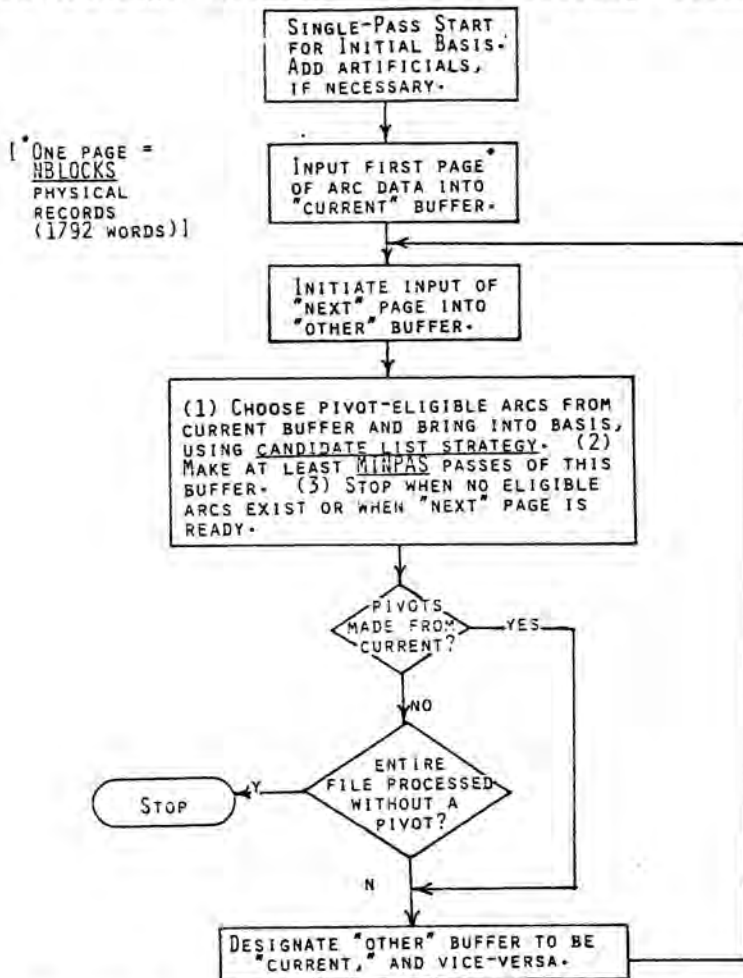 SINGLE-PASS START
FOR INITIAL BASIS.
ADD ARTIFICIALS,
IF NECESSARY.
[*ONE PAGE =
NBLOCKS
PHYSICAL
RECORDS
(1792 WORDS)]
INPUT FIRST PAGE*
OF ARC DATA INTO
"CURRENT" BUFFER.
INITIATE INPUT OF
"NEXT" PAGE INTO
"OTHER" BUFFER.
(1) CHOOSE PIVOT-ELIGIBLE ARCS FROM
CURRENT BUFFER AND BRING INTO BASIS,
USING CANDIDATE LIST STRATEGY. (2)
MAKE AT LEAST MINPAS PASSES OF THIS
BUFFER. (3) STOP WHEN NO ELIGIBLE
ARCS EXIST OR WHEN "NEXT" PAGE IS
READY.
PIVOTS
MADE FROM
CURRENT?
YES
NO
ENTIRE
FILE PROCESSED
WITHOUT A
PIVOT?
Y
STOP
N
DESIGNATE "OTHER" BUFFER TO BE
"CURRENT," AND VICE-VERSA.